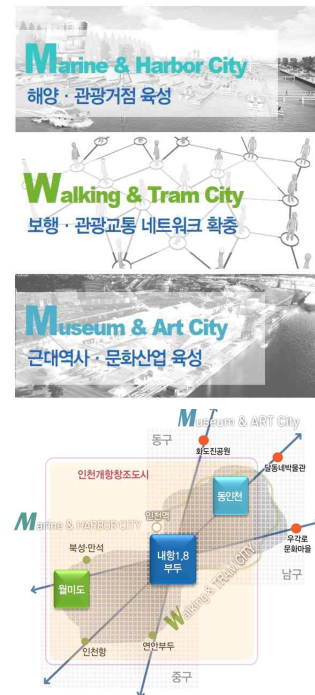 Marine & Harbor City
해양 · 관광거점 육성
Walking & Tram City
보행 · 관광교통 네트워크 확충
Museum & Art City
근대역사 · 문화산업 육성
Museum & ART City
동구
화도진공원
인천개항창조도시
달동네박물관
동인천
Marine & HARBOR CITY
인천역
우각로
문화마을
북성·만석
내항1,8
부두
월미도
남구
Walking & TRAM CITY
인천항
연안부두
중구